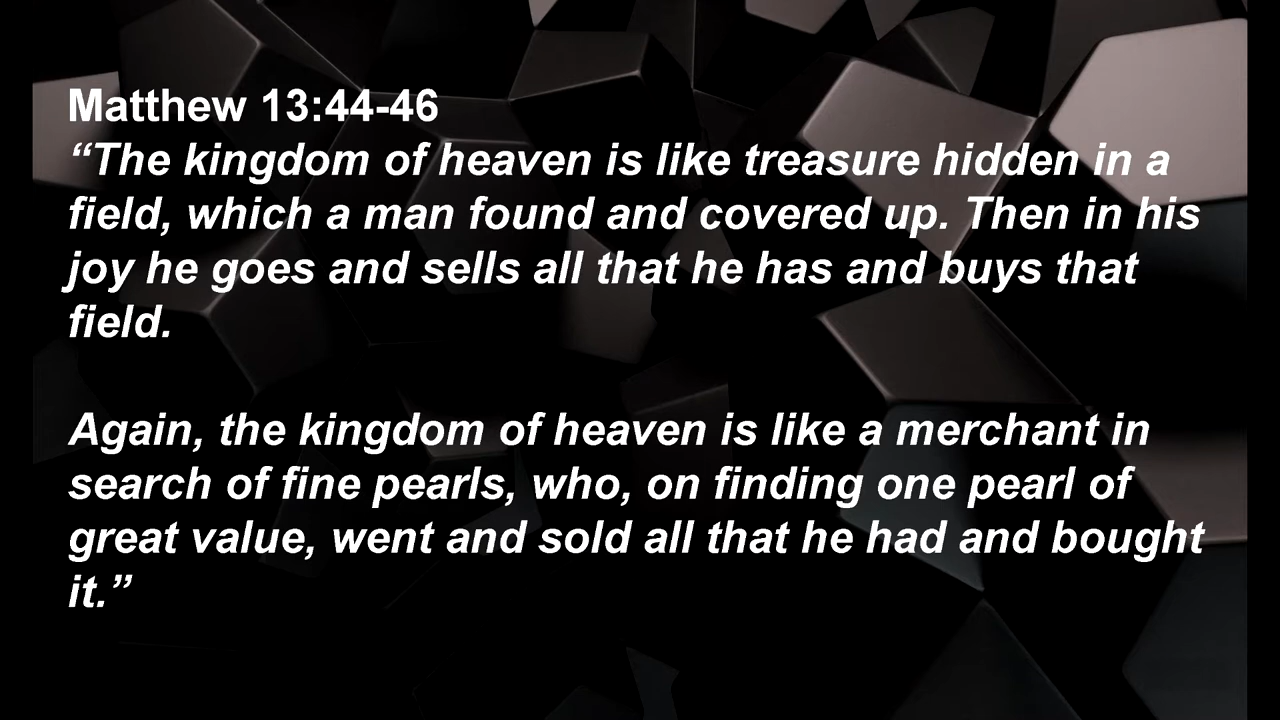 Matthew 13:44-46
“The kingdom of heaven is like treasure hidden in a
field, which a man found and covered up. Then in his
joy he goes and sells all that he has and buys that
field.
Again, the kingdom of heaven is like a merchant in
search of fine pearls, who, on finding one pearl of
great value, went and sold all that he had and bought
it.”